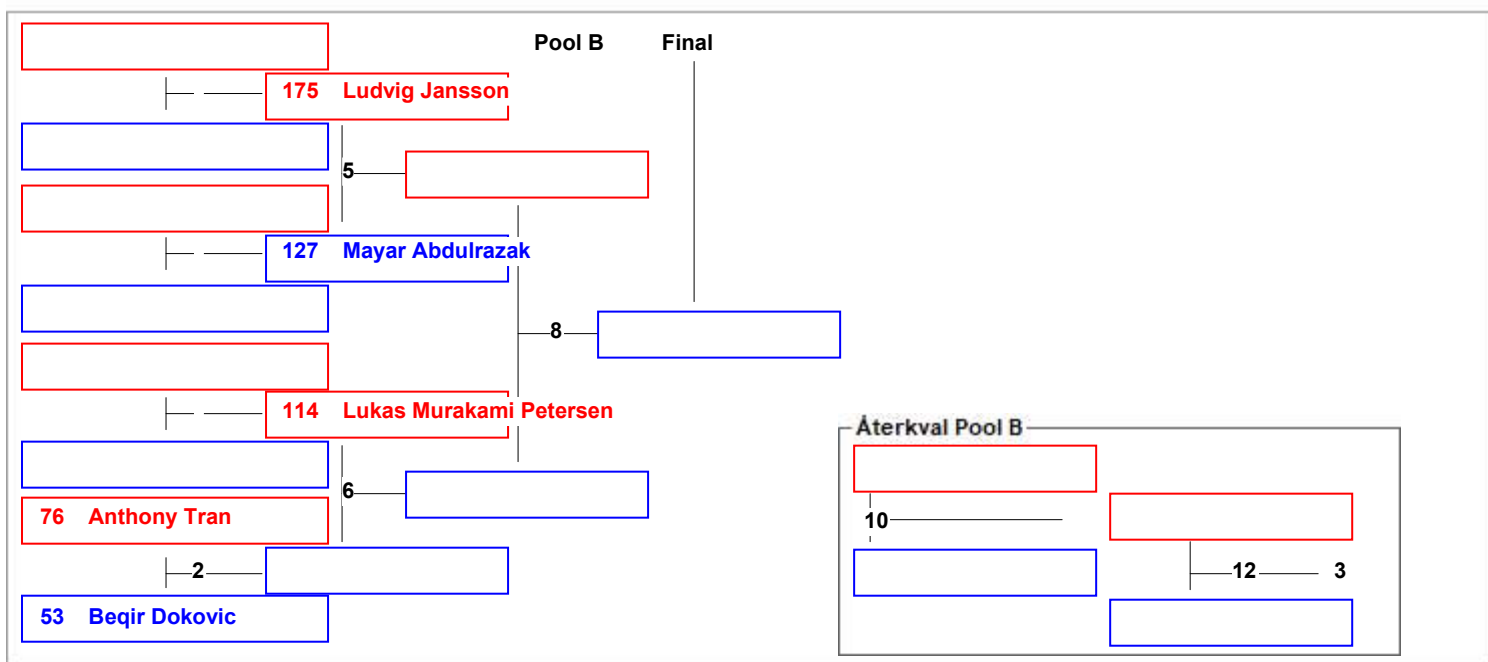 Pool B Final
175 Ludvig Jansson
5
127 Mayar Abdulrazak
8
114 Lukas Murakami Petersen
Återkval Pool B
6
76 Anthony Tran
10
2
12 3
53 Beqir Dokovic